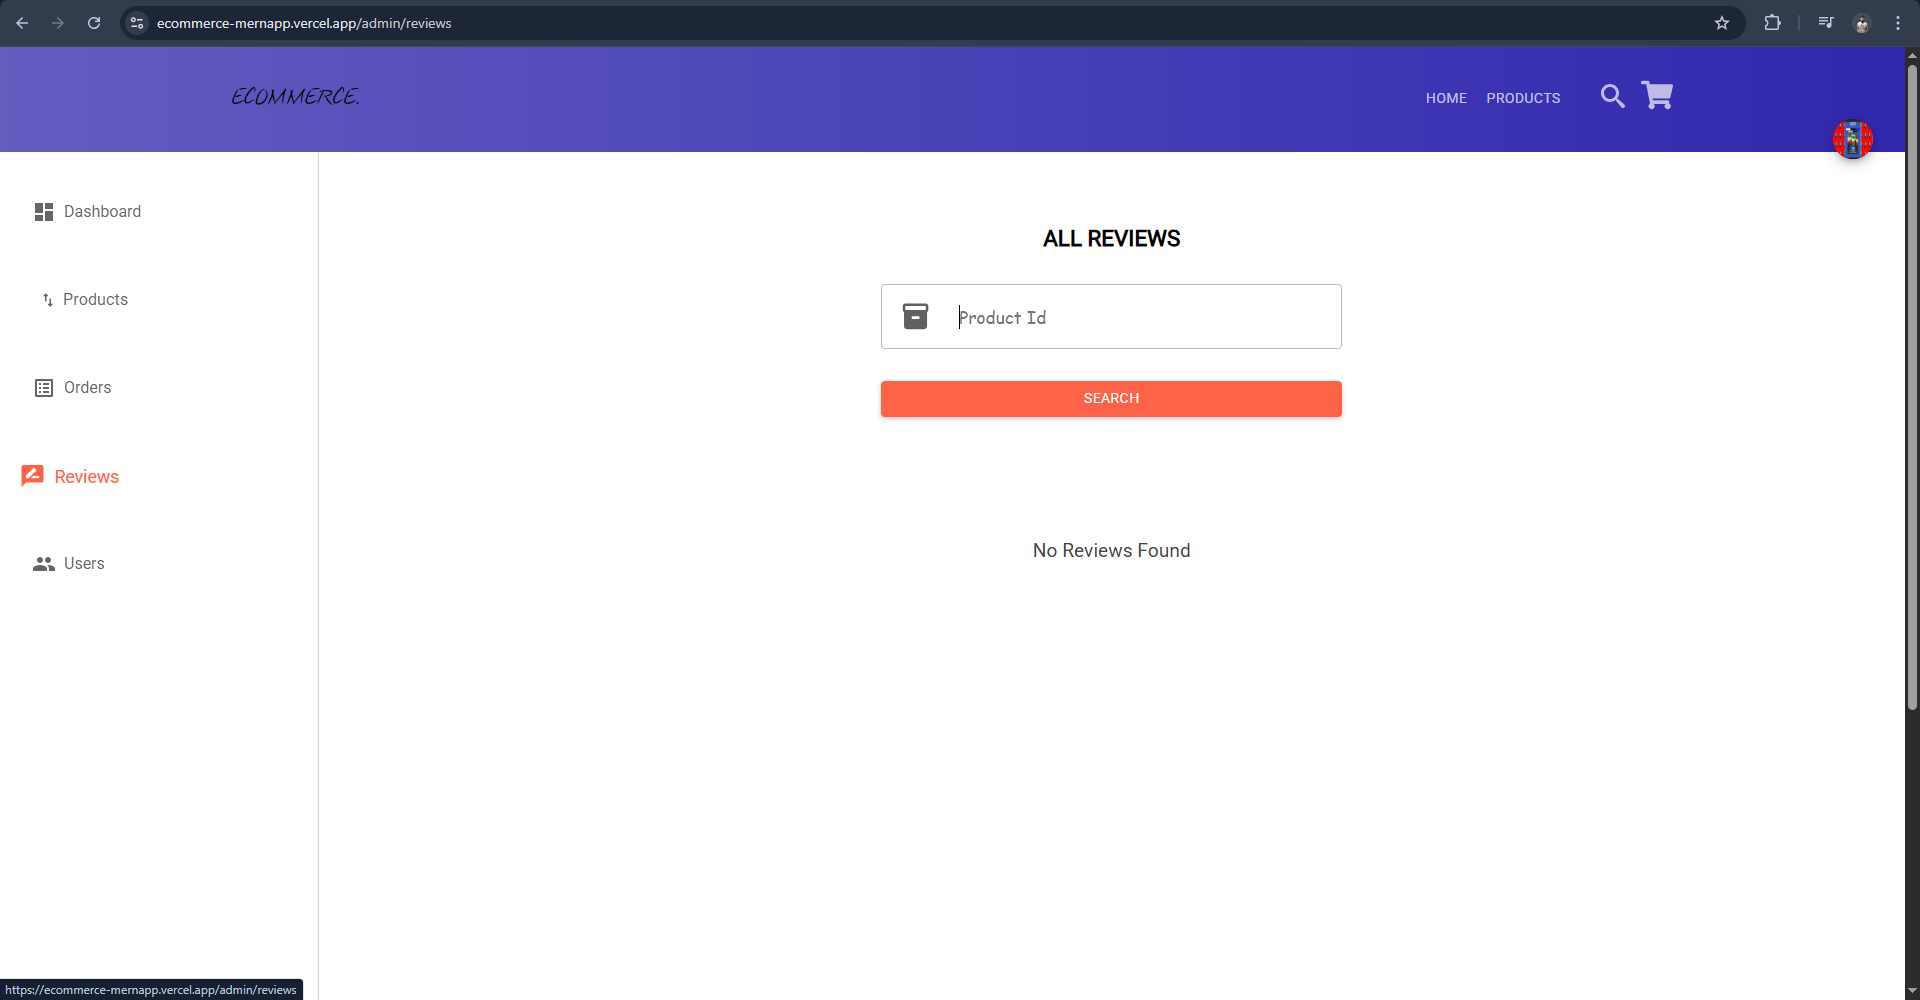 ecommerce-mernapp.vercel.app/admin/reviews
ECOMMERCE.
HOME PRODUCTS
Dashboard
Products
Orders
Reviews
Users
ALL REVIEWS
Product Id
SEARCH
No Reviews Found
https://ecommerce-mernapp.vercel.app/admin/reviews